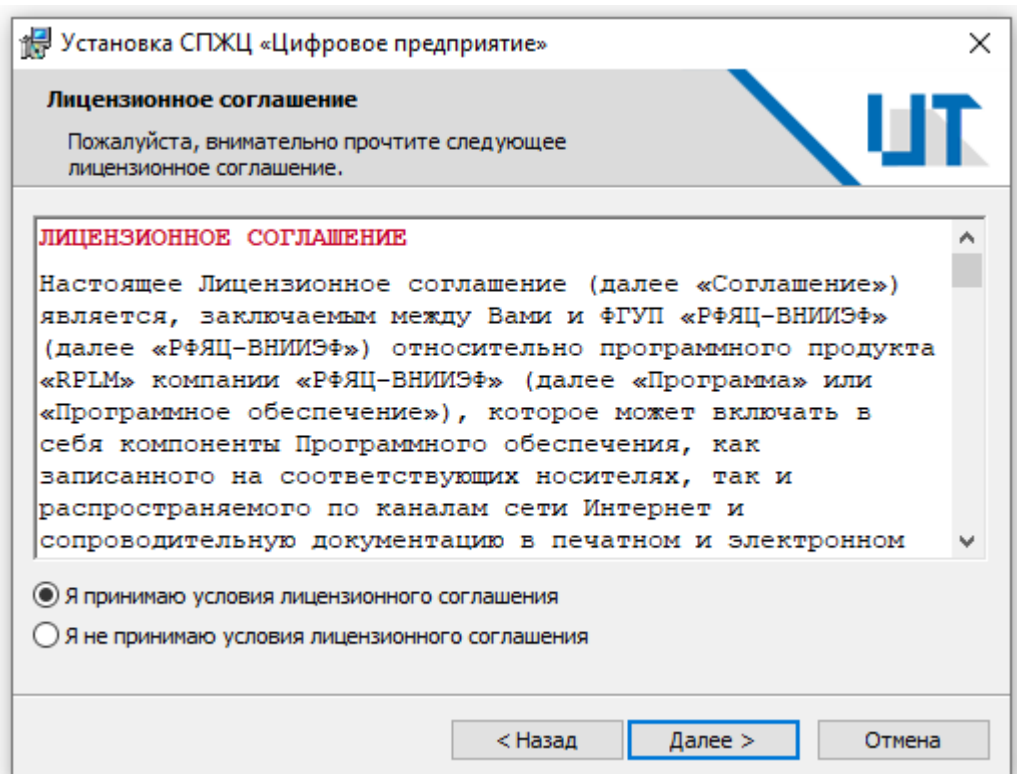 Установка СПЖЦ «Цифровое предприятие»
Лицензионное соглашение
Пожалуйста, внимательно прочтите следующее
лицензионное соглашение.
ЛИЦЕНЗИОННОЕ СОГЛАШЕНИЕ
Настоящее Лицензионное соглашение (далее «Соглашение»)
является, заключаемым между Вами и ФГУП «РФЯЦ-ВНИИЭФ»
(далее «РФЯЦ-ВНИИЭФ») относительно программного продукта
«RPLM» компании «РФЯЦ-ВНИИЭФ» (далее «Программа» или
«Программное обеспечение»), которое может включать в
себя компоненты Программного обеспечения, как
записанного на соответствующих носителях, так и
распространяемого по каналам сети Интернет и
сопроводительную документацию в печатном и электронном
Я принимаю условия лицензионного соглашения
Я не принимаю условия лицензионного соглашения
< Назад
Далее >
Отмена